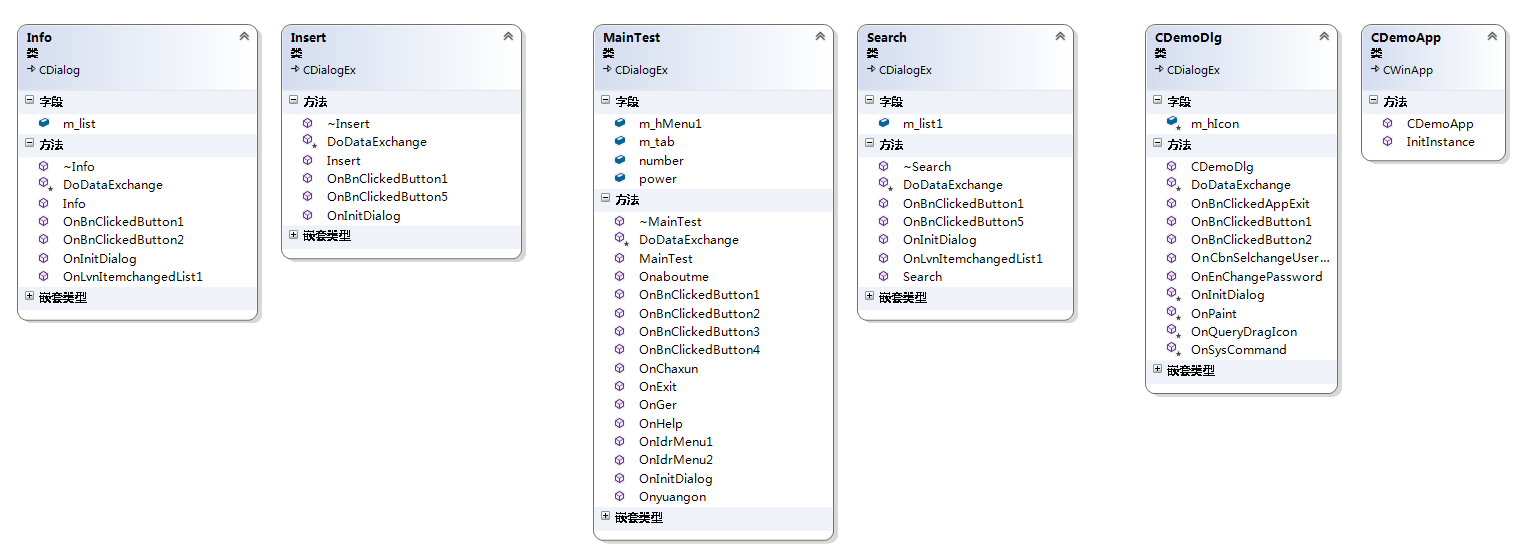 Info
类
CDialog
字段
m_list
方法
~Info
DoDataExchange
Info
OnBnClickedButton1
OnBnClickedButton2
OnInitDialog
OnLvnItemchangedList1
嵌套类型
Insert
类
CDialogEx
方法
~Insert
DoDataExchange
Insert
OnBnClickedButton1
OnBnClickedButton5
OnInitDialog
嵌套类型
MainTest
类
CDialogEx
字段
m_hMenu1
m_tab
number
power
方法
~MainTest
DoDataExchange
MainTest
Onaboutme
OnBnClickedButton1
OnBnClickedButton2
OnBnClickedButton3
OnBnClickedButton4
OnChaxun
OnExit
OnGer
OnHelp
OnIdrMenu1
OnIdrMenu2
OnInitDialog
Onyuangon
嵌套类型
Search
类
CDialogEx
字段
m_list1
方法
~Search
DoDataExchange
OnBnClickedButton1
OnBnClickedButton5
OnInitDialog
OnLvnItemchangedList1
Search
嵌套类型
CDemoDlg
类
CDialogEx
字段
m_hIcon
方法
CDemoDlg
DoDataExchange
OnBnClickedAppExit
OnBnClickedButton1
OnBnClickedButton2
OnCbnSelchangeUser...
OnEnChangePassword
OnInitDialog
OnPaint
OnQueryDragIcon
OnSysCommand
嵌套类型
CDemoApp
类
CWinApp
方法
CDemoApp
InitInstance